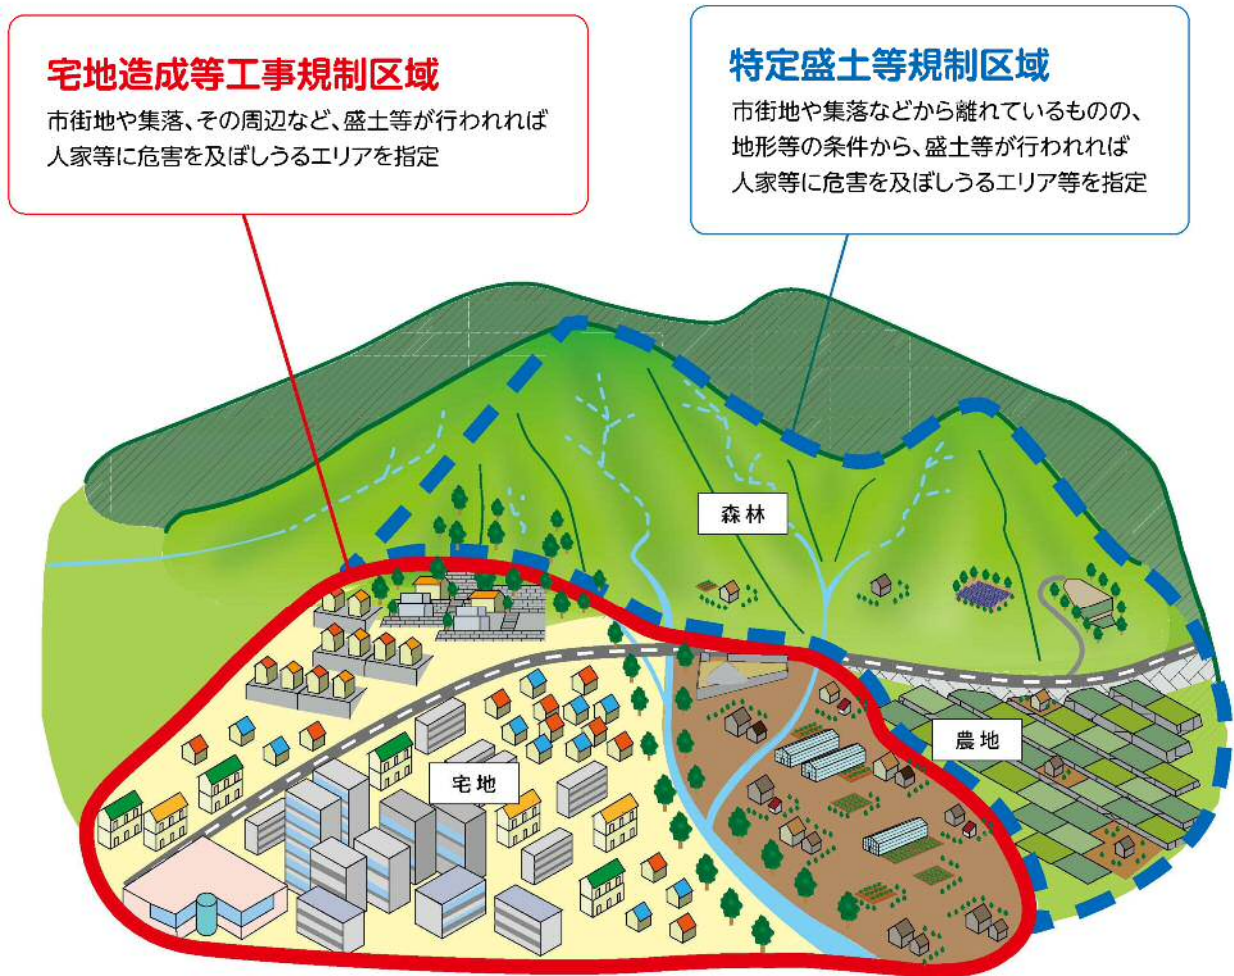 宅地造成等工事規制区域
市街地や集落、その周辺など、盛土等が行われれば
人家等に危害を及ぼしうるエリアを指定
特定盛土等規制区域
市街地や集落などから離れているものの、
地形等の条件から、盛土等が行われれば
人家等に危害を及ぼしうるエリア等を指定
森林
農地
宅地